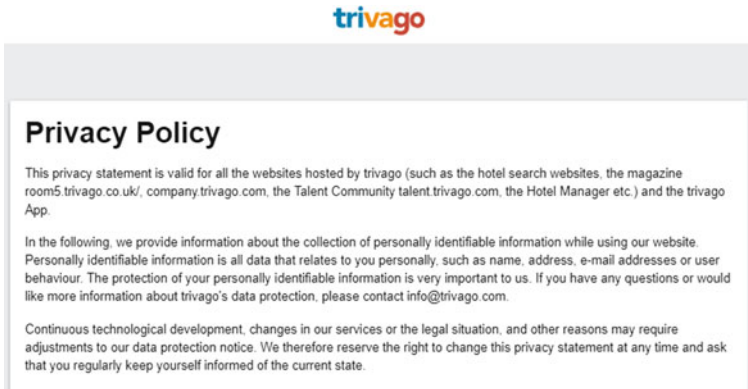 trivago
Privacy Policy
This privacy statement is valid for all the websites hosted by trivago (such as the hotel search websites, the magazine
room5.trivago.co.uk/, company.trivago.com, the Talent Community talent.trivago.com, the Hotel Manager etc.) and the trivago
App.
In the following, we provide information about the collection of personally identifiable information while using our website.
Personally identifiable information is all data that relates to you personally, such as name, address, e-mail addresses or user
behaviour. The protection of your personally identifiable information is very important to us. If you have any questions or would
like more information about trivago's data protection, please contact info@trivago.com.
Continuous technological development, changes in our services or the legal situation, and other reasons may require
adjustments to our data protection notice. We therefore reserve the right to change this privacy statement at any time and ask
that you regularly keep yourself informed of the current state.